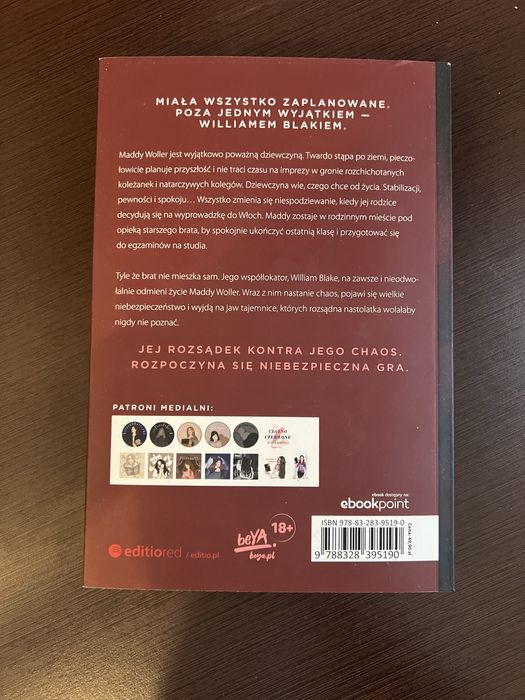 MIAŁA WSZYSTKO ZAPLANOWANE.
POZA JEDNYM WYJĄTKIEM –
WILLIAMEM BLAKIEM.
Maddy Woller jest wyjątkowo poważną dziewczyną. Twardo stąpa po ziemi, pieczo-
łowicie planuje przyszłość i nie traci czasu na imprezy w gronie rozchichotanych
koleżanek i natarczywych kolegów. Dziewczyna wie, czego chce od życia. Stabilizacji,
pewności i spokoju... Wszystko zmienia się niespodziewanie, kiedy jej rodzice
decydują się na wyprowadzkę do Włoch. Maddy zostaje w rodzinnym mieście pod
opieką starszego brata, by spokojnie ukończyć ostatnią klasę i przygotować się
do egzaminów na studia.
Tyle że brat nie mieszka sam. Jego współlokator, William Blake, na zawsze i nieodwo-
łalnie odmieni życie Maddy Woller. Wraz z nim nastanie chaos, pojawi się wielkie
niebezpieczeństwo i wyjdą na jaw tajemnice, których rozsądna nastolatka wolałaby
nigdy nie poznać.
JEJ ROZSĄDEK KONTRA JEGO CHAOS.
ROZPOCZYNA SIĘ NIEBEZPIECZNA GRA.
PATRONI MEDIALNI:
CZARNO
CZERWONE
ebook dostępny na:
ebookpoint
editiored / editio.pl
beYA.
beya.pl
18+
ISBN 978-83-283-9519-0
9 788328 395190
Cena: 49,90 zł